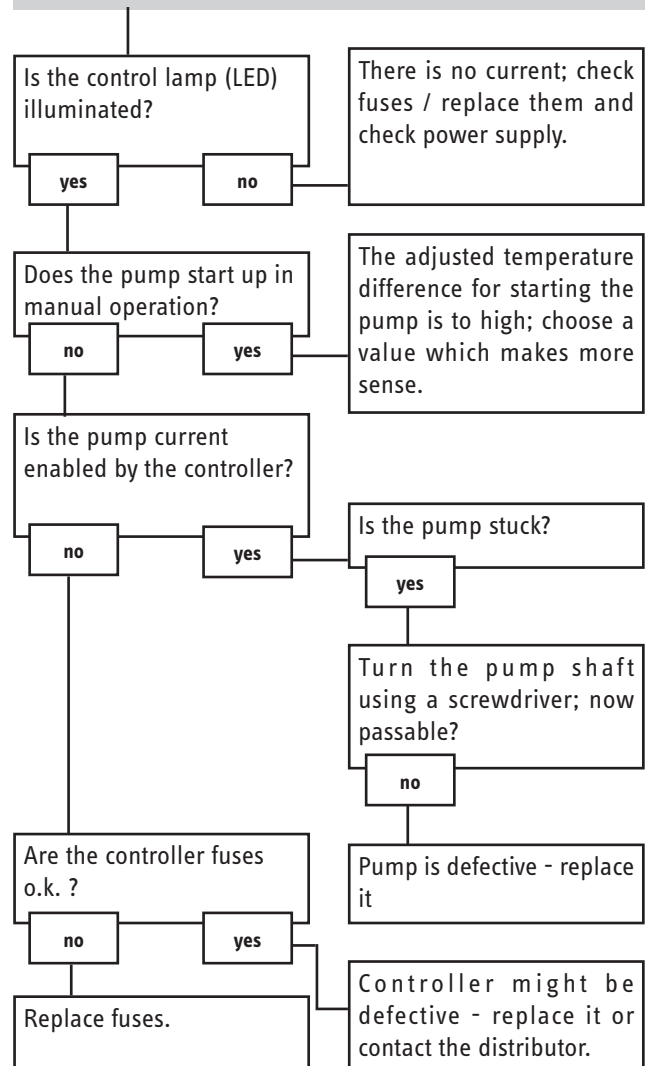 Is the control lamp (LED)
illuminated?
yes
no
There is no current; check
fuses / replace them and
check power supply.
Does the pump start up in
manual operation?
no
yes
The adjusted temperature
difference for starting the
pump is to high; choose a
value which makes more
sense.
Is the pump current
enabled by the controller?
no
yes
Is the pump stuck?
yes
Turn the pump shaft
using a screwdriver; now
passable?
no
Pump is defective - replace
it
Are the controller fuses
o.k. ?
no
yes
Replace fuses.
Controller might be
defective - replace it or
contact the distributor.